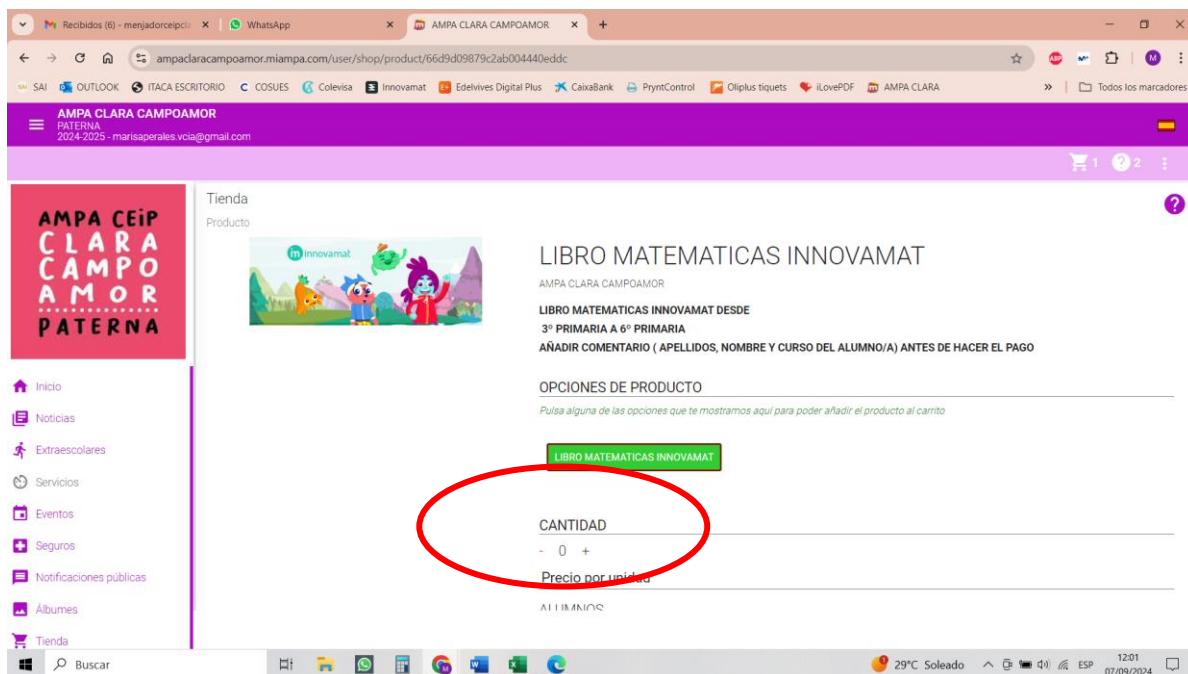 Recibidos (6) - menjadorceipcla
WhatsApp
AMPA CLARA CAMPOAMOR
ampaclaracampoamor.miampa.com/user/shop/product/66d9d09879c2ab004440eddc
ABP
M
SAI
OUTLOOK
ITACA ESCRITORIO
COSUES
Colevisa
Innovamat
Edelvives Digital Plus
CaixaBank
PryntControl
Oliplus tiquets
iLovePDF
AMPA CLARA
»
Todos los marcadores
AMPA CLARA CAMPOAMOR
PATERNA
2024-2025 - marisaperales.vcia@gmail.com
1
? 2
AMPA CEiP
CLARA
CAMPO
AMOR
PATERNA
Tienda
Producto
?
innovamat
LIBRO MATEMATICAS INNOVAMAT
AMPA CLARA CAMPOAMOR
LIBRO MATEMATICAS INNOVAMAT DESDE
3º PRIMARIA A 6º PRIMARIA
AÑADIR COMENTARIO ( APELLIDOS, NOMBRE Y CURSO DEL ALUMNO/A) ANTES DE HACER EL PAGO
OPCIONES DE PRODUCTO
Pulsa alguna de las opciones que te mostramos aquí para poder añadir el producto al carrito
LIBRO MATEMATICAS INNOVAMAT
CANTIDAD
- 0 +
Precio por unidad
ALUMNOS
Inicio
Noticias
Extraescolares
Servicios
Eventos
Seguros
Notificaciones públicas
Álbumes
Tienda
Buscar
29°C Soleado
ESP
12:01
07/09/2024